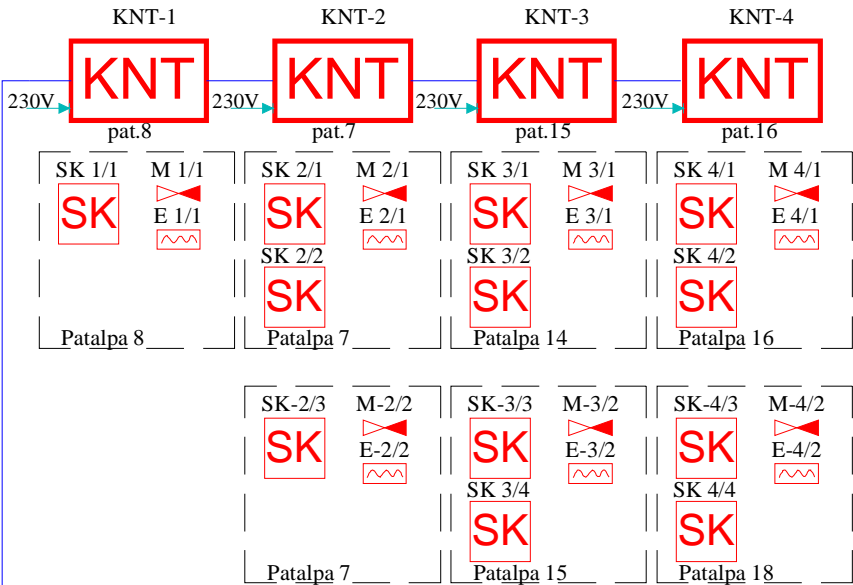 KNT-1 KNT-2 KNT-3 KNT-4
KNT KNT KNT KNT
230V 230V 230V 230V
pat.8 pat.7 pat.15 pat.16
SK 1/1 M 1/1 SK 2/1 M 2/1 SK 3/1 M 3/1 SK 4/1 M 4/1
SK E 1/1 SK E 2/1 SK E 3/1 SK E 4/1
SK 2/2 SK 3/2 SK 4/2
SK SK SK
Patalpa 8 Patalpa 7 Patalpa 14 Patalpa 16
SK-2/3 M-2/2 SK-3/3 M-3/2 SK-4/3 M-4/2
SK E-2/2 SK E-3/2 SK E-4/2
SK 3/4 SK 4/4
SK SK
Patalpa 7 Patalpa 15 Patalpa 18